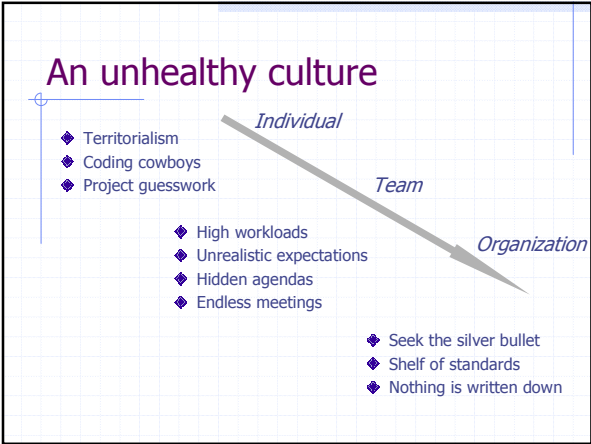 An unhealthy culture
Individual
Territorialism
Coding cowboys
Project guesswork
Team
High workloads
Unrealistic expectations
Hidden agendas
Endless meetings
Organization
Seek the silver bullet
Shelf of standards
Nothing is written down